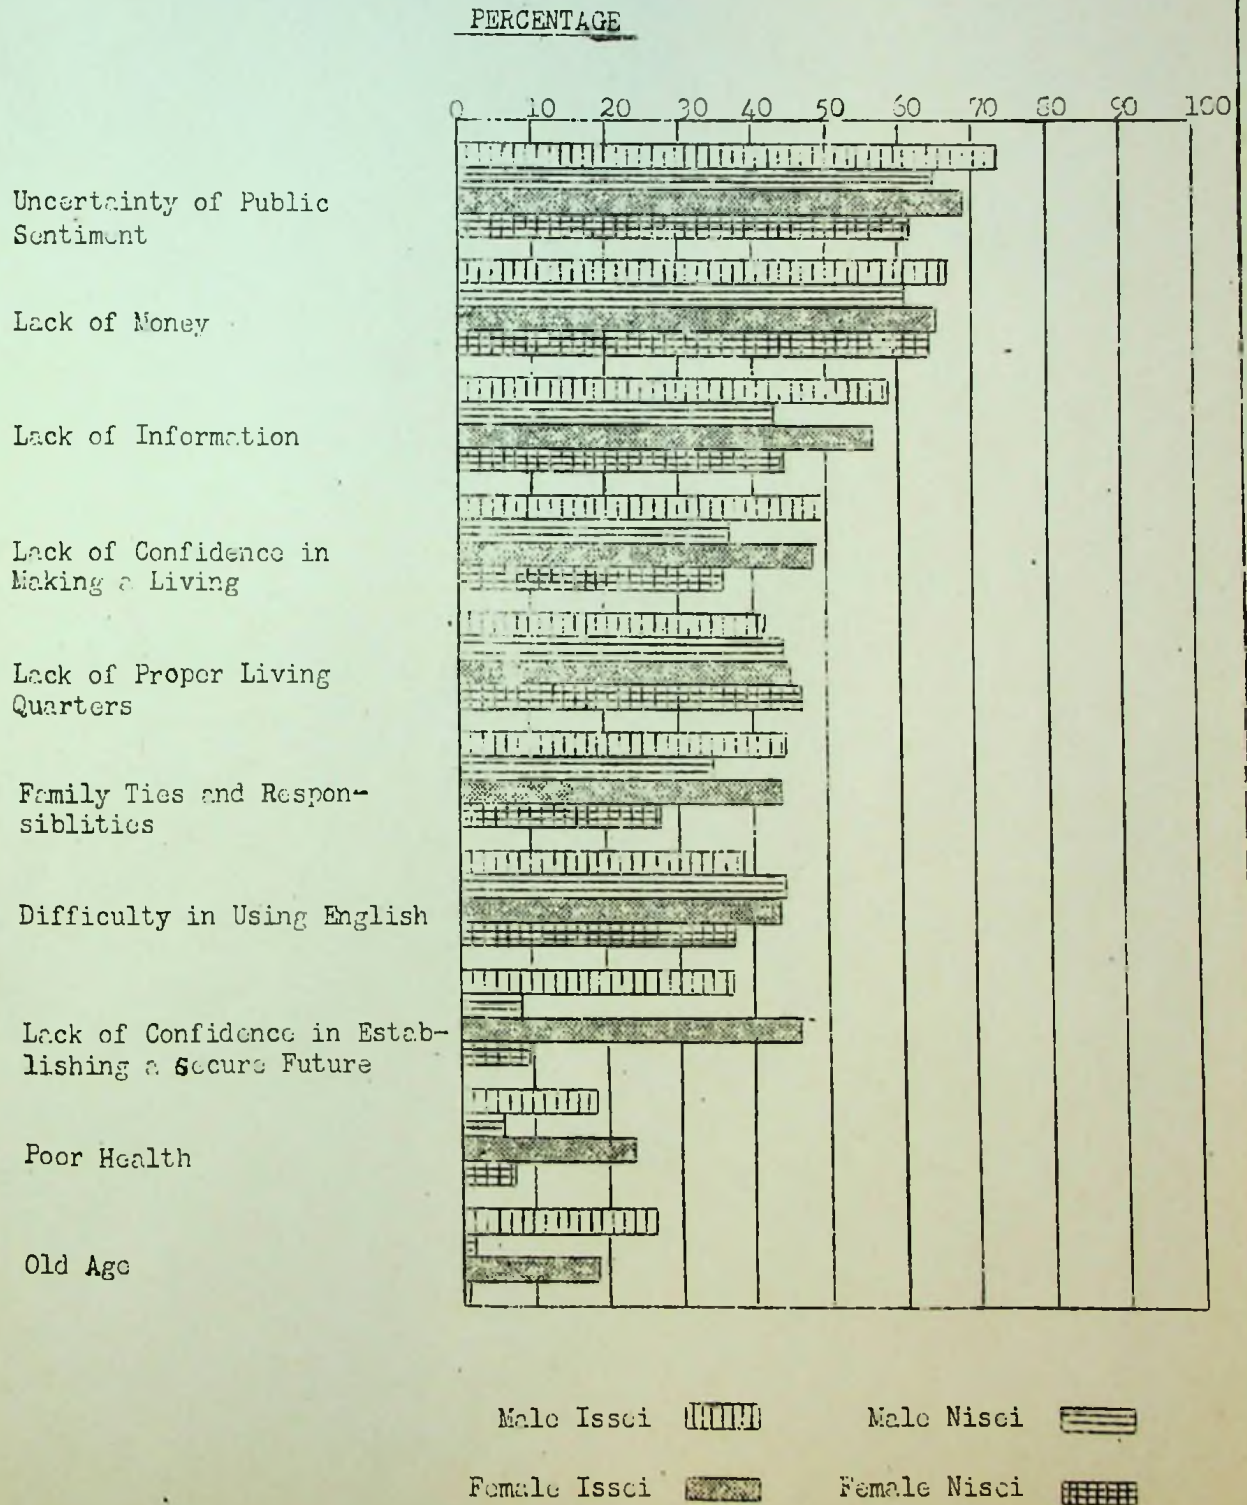 PERCENTAGE
0 10 20 30 40 50 60 70 80 90 100
Uncertainty of Public
Sentiment
Lack of Money
Lack of Information
Lack of Confidence in
Making a Living
Lack of Proper Living
Quarters
Family Ties and Respon-
siblities
Difficulty in Using English
Lack of Confidence in Estab-
lishing a Secure Future
Poor Health
Old Age
Male Issei Male Nisei
Female Issei Female Nisei